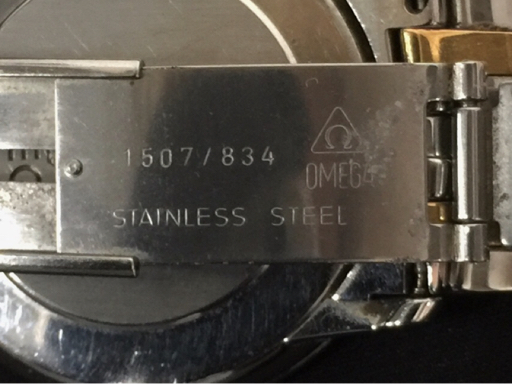 1507/834
Ω
OMEGA
STAINLESS STEEL